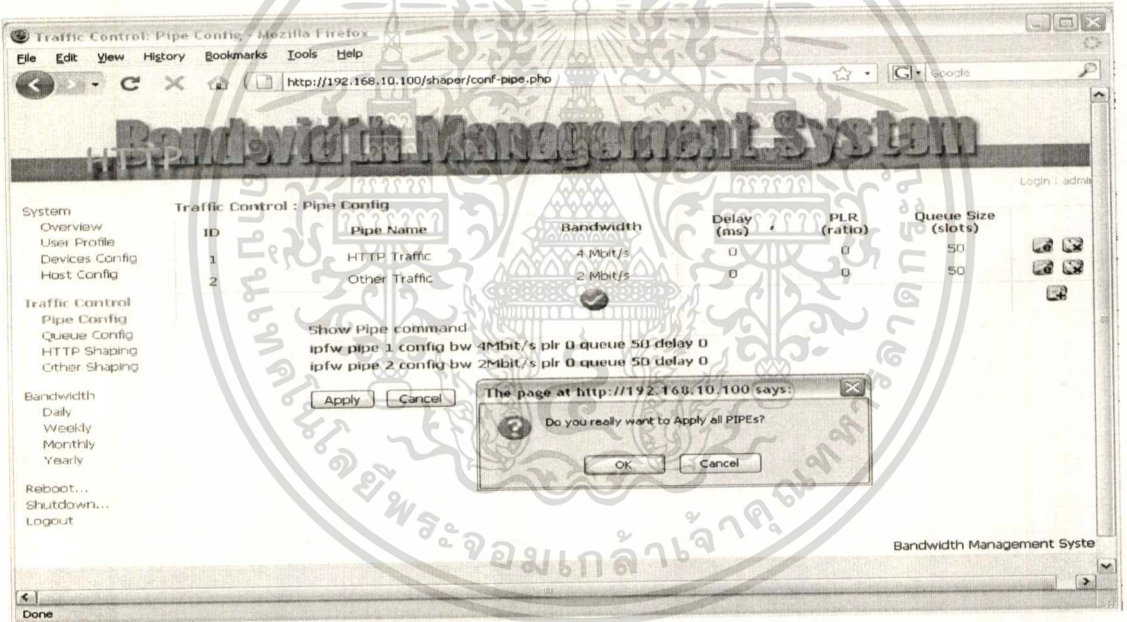 Traffic Control: Pipe Config - Mozilla Firefox
File Edit View History Bookmarks Tools Help
http://192.168.10.100/shaper/conf-pipe.php
Google
HTTP Bandwidth Management System
Login : admin
System
Overview
User Profile
Devices Config
Host Config
Traffic Control
Pipe Config
Queue Config
HTTP Shaping
Other Shaping
Bandwidth
Daily
Weekly
Monthly
Yearly
Reboot...
Shutdown...
Logout
Traffic Control : Pipe Config
ID Pipe Name Bandwidth Delay (ms) PLR (ratio) Queue Size (slots)
1 HTTP Traffic 4 Mbit/s 0 0 50
2 Other Traffic 2 Mbit/s 0 0 50
Show Pipe command
ipfw pipe 1 config bw 4Mbit/s plr 0 queue 50 delay 0
ipfw pipe 2 config bw 2Mbit/s plr 0 queue 50 delay 0
Apply Cancel
The page at http://192.168.10.100 says:
Do you really want to Apply all PIPEs?
OK Cancel
Bandwidth Management Syste
Done